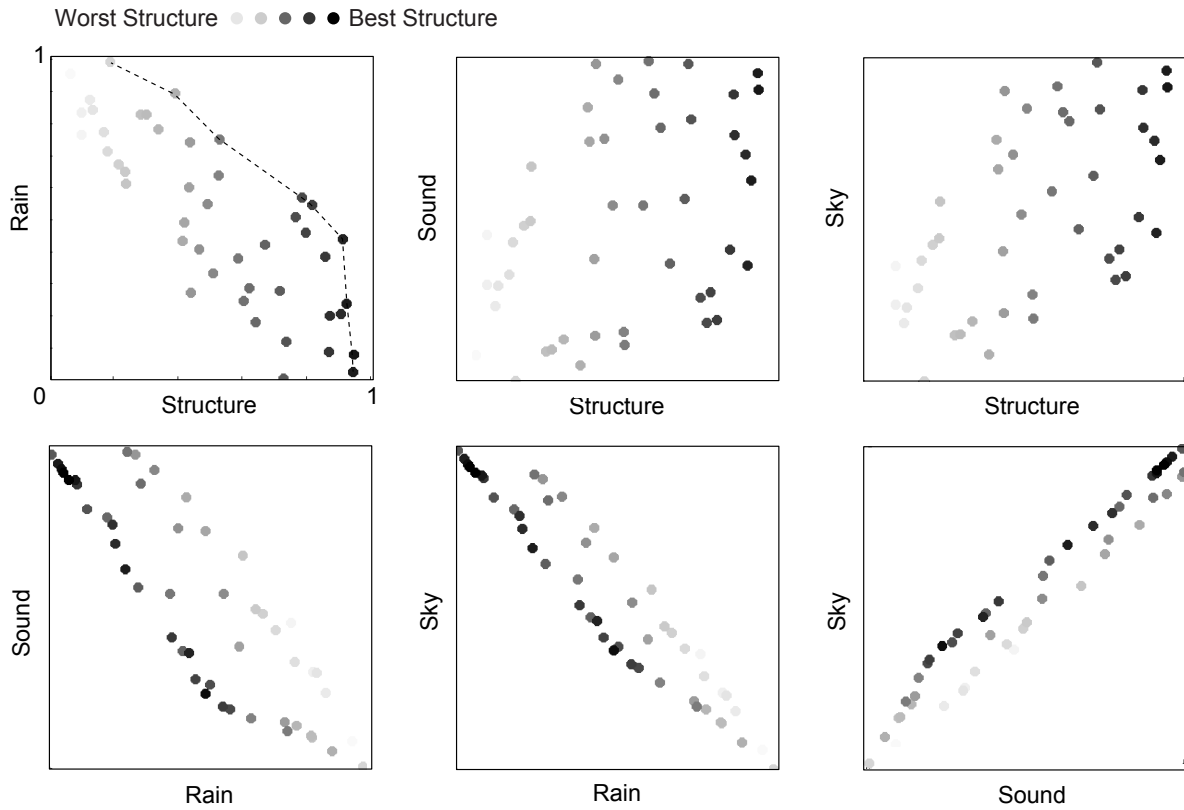 Worst Structure Best Structure
1
Rain
0
Structure
1
Sound
Structure
Sky
Structure
Sound
Rain
Sky
Rain
Sky
Sound